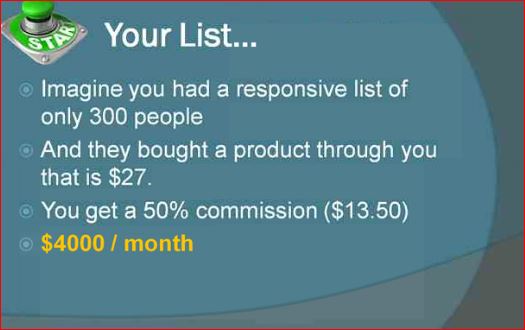 START
Your List...
Imagine you had a responsive list of
only 300 people
And they bought a product through you
that is $27.
You get a 50% commission ($13.50)
$4000 / month